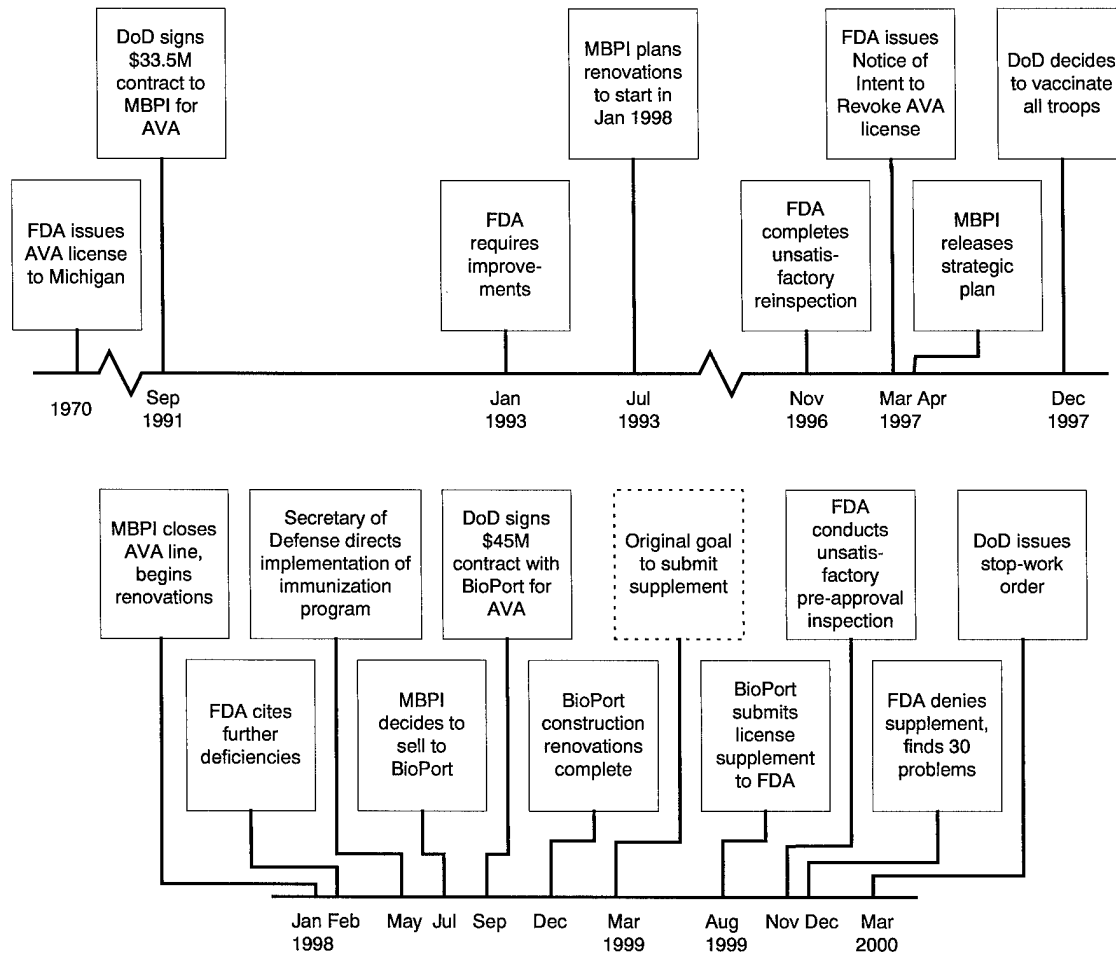 DoD signs
$33.5M
contract to
MBPI for
AVA
MBPI plans
renovations
to start in
Jan 1998
FDA issues
Notice of
Intent to
Revoke AVA
license
DoD decides
to vaccinate
all troops
FDA issues
AVA license
to Michigan
FDA
requires
improve-
ments
FDA
completes
unsatis-
factory
reinspection
MBPI
releases
strategic
plan
1970
Sep
1991
Jan
1993
Jul
1993
Nov
1996
Mar Apr
1997
Dec
1997
MBPI closes
AVA line,
begins
renovations
Secretary of
Defense directs
implementation of
immunization
program
DoD signs
$45M
contract with
BioPort for
AVA
Original goal
to submit
supplement
FDA
conducts
unsatis-
factory
pre-approval
inspection
DoD issues
stop-work
order
FDA cites
further
deficiencies
MBPI
decides to
sell to
BioPort
BioPort
construction
renovations
complete
BioPort
submits
license
supplement
to FDA
FDA denies
supplement,
finds 30
problems
Jan Feb
1998
May
Jul
Sep
Dec
Mar
1999
Aug
1999
Nov Dec
Mar
2000